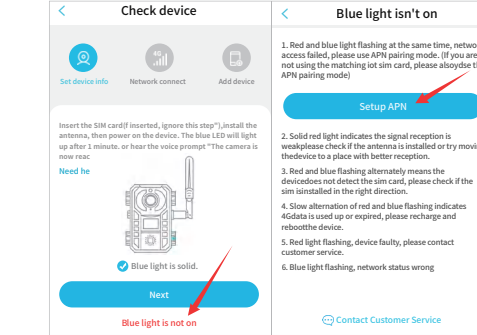 Check device
4G
Set device info
Network connect
Add device
Insert the SIM card(f inserted, ignore this step"),install the
antenna, then power on the device. The blue LED will light
up after 1 minute. or hear the voice prompt "The camera is
now reac
Need he
Blue light is solid.
Next
Blue light is not on
Blue light isn't on
1. Red and blue light flashing at the same time, netwo
access failed, please use APN pairing mode. (If you are
not using the matching iot sim card, please alsoydse t
APN pairing mode)
Setup APN
2. Solid red light indicates the signal reception is
weakplease check if the antenna is installed or try movi
thedevice to a place with better reception.
3. Red and blue flashing alternately means the
devicedoes not detect the sim card, please check if the
sim isinstalled in the right direction.
4. Slow alternation of red and blue flashing indicates
4Gdata is used up or expired, please recharge and
rebootthe device.
5. Red light flashing, device faulty, please contact
customer service.
6. Blue light flashing, network status wrong
Contact Customer Service